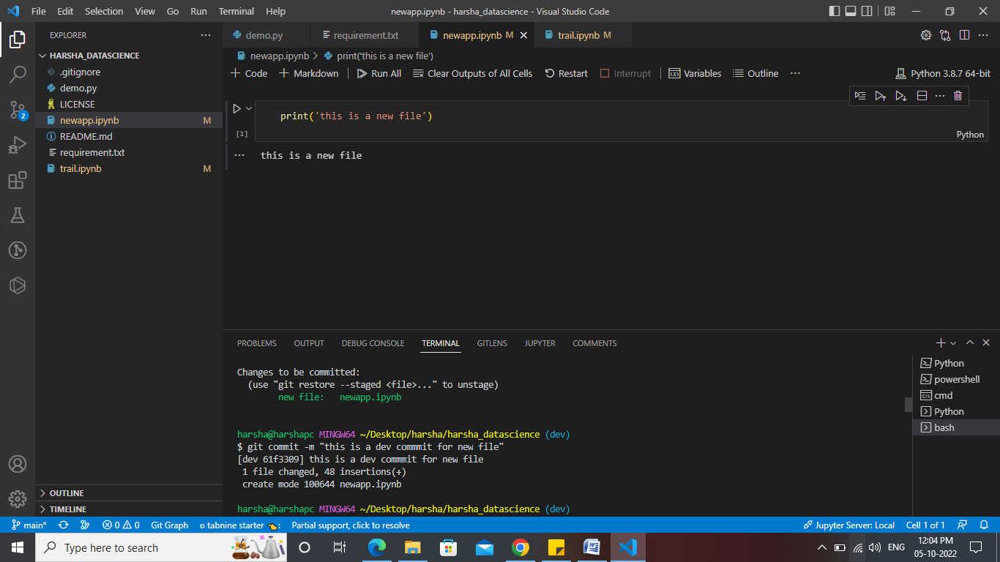 File Edit Selection View Go Run Terminal Help
newapp.ipynb - harsha_datascience - Visual Studio Code
EXPLORER
HARSHA_DATASCIENCE
.gitignore
demo.py
LICENSE
newapp.ipynb M
README.md
requirement.txt
trail.ipynb M
OUTLINE
TIMELINE
2
demo.py
requirement.txt
newapp.ipynb M
trail.ipynb M
newapp.ipynb > print('this is a new file')
+ Code + Markdown Run All Clear Outputs of All Cells Restart Interrupt Variables Outline ... Python 3.8.7 64-bit
print('this is a new file')
[1]
Python
this is a new file
PROBLEMS OUTPUT DEBUG CONSOLE TERMINAL GITLENS JUPYTER COMMENTS
Changes to be committed:
(use "git restore --staged <file>..." to unstage)
new file: newapp.ipynb
harsha@harshapc MINGW64 ~/Desktop/harsha/harsha_datascience (dev)
$ git commit -m "this is a dev commmit for new file"
[dev 61f3309] this is a dev commmit for new file
1 file changed, 48 insertions(+)
create mode 100644 newapp.ipynb
harsha@harshapc MINGW64 ~/Desktop/harsha/harsha_datascience (dev)
Python
powershell
cmd
Python
bash
main* 0 0 Git Graph tabnine starter 👈: Partial support, click to resolve Jupyter Server: Local Cell 1 of 1
Type here to search
ENG
12:04 PM
05-10-2022